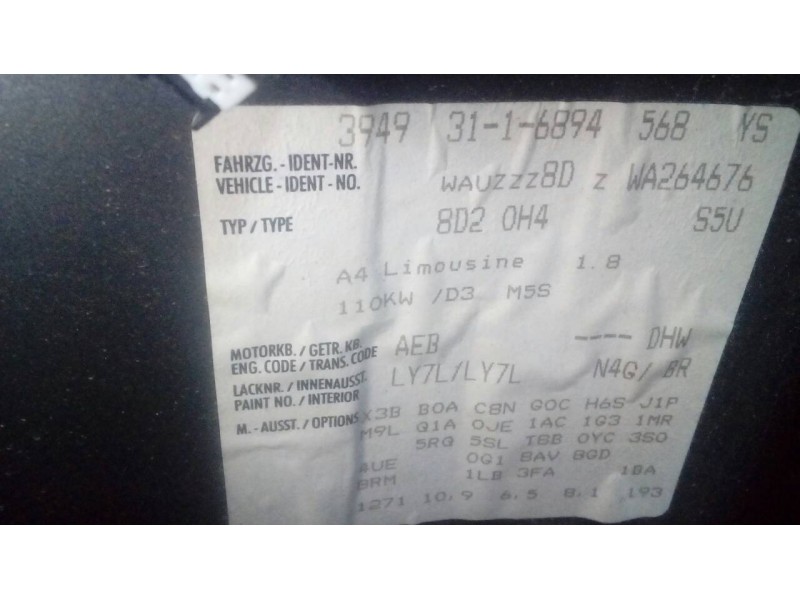 3949 31-1-6894 568 YS
FAHRZG.-IDENT-NR.
VEHICLE-IDENT-NO. WAUZZZ8D Z WA264676
TYP/TYPE 8D2 0H4 S5U
A4 Limousine 1.8
110KW /D3 M5S
MOTORKB./GETR.KB.
ENG.CODE/TRANS.CODE AEB ---- DHW
LACKNR./INNENAUSST.
PAINT NO./INTERIOR LY7L/LY7L N4G/ BR
M.-AUSST./OPTIONS X3B B0A C8N G0C H6S J1P
M9L Q1A 0JE 1AC 1G3 1MR
5RG 5SL TBB 0YC 3S0
4UE 0G1 8AV 8GD
8RM 1LB 3FA 1BA
1271 10,9 6,5 8,1 193